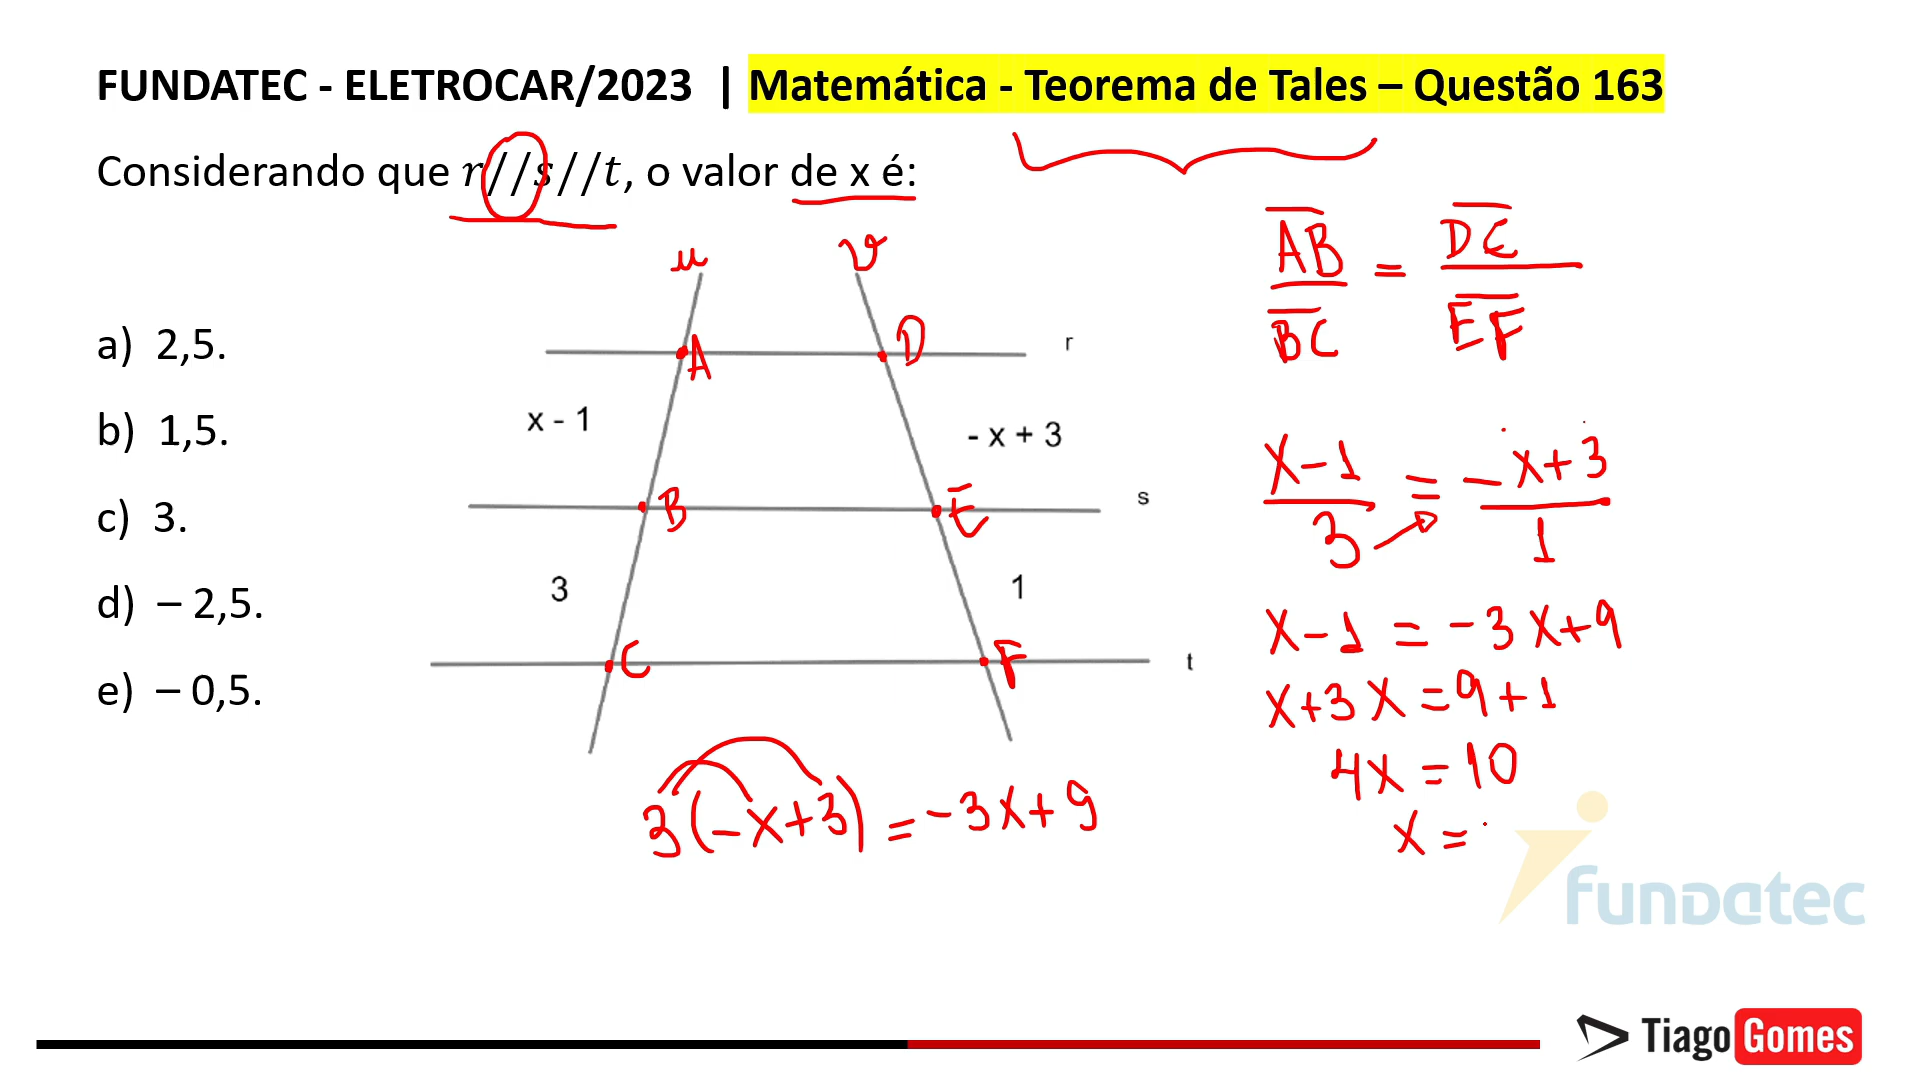 FUNDATEC - ELETROCAR/2023 | Matemática - Teorema de Tales – Questão 163
Considerando que r//s//t, o valor de x é:
a) 2,5.
b) 1,5.
c) 3.
d) – 2,5.
e) – 0,5.
u
v
A
D
r
x - 1
- x + 3
B
E
s
3
1
C
F
t
3(-x+3) = -3x+9
AB = DE
BC EF
x-1 = -x+3
3 1
x-1 = -3x+9
x+3x = 9+1
4x = 10
x =
fundatec
Tiago Gomes